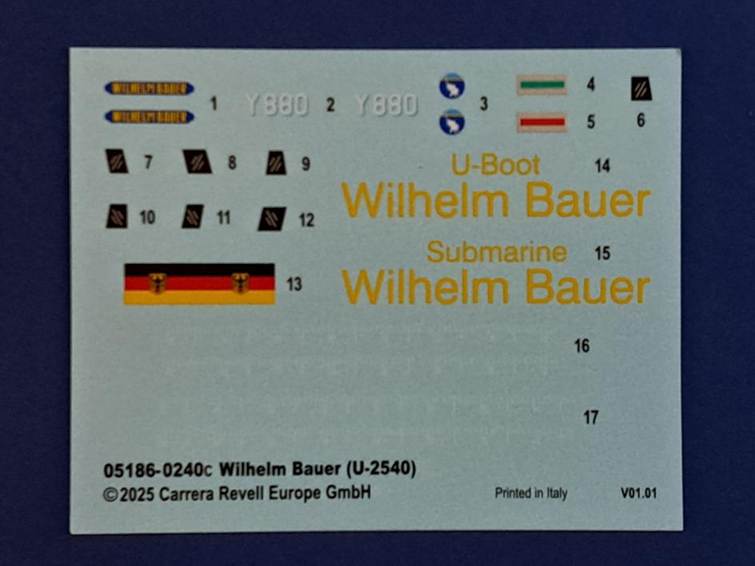 WILHELM BAUER
WILHELM BAUER
1
Y880
2
Y880
3
4
5
6
7
8
9
10
11
12
13
U-Boot
Wilhelm Bauer
14
Submarine
Wilhelm Bauer
15
16
17
05186-0240c Wilhelm Bauer (U-2540)
©2025 Carrera Revell Europe GmbH
Printed in Italy
V01.01